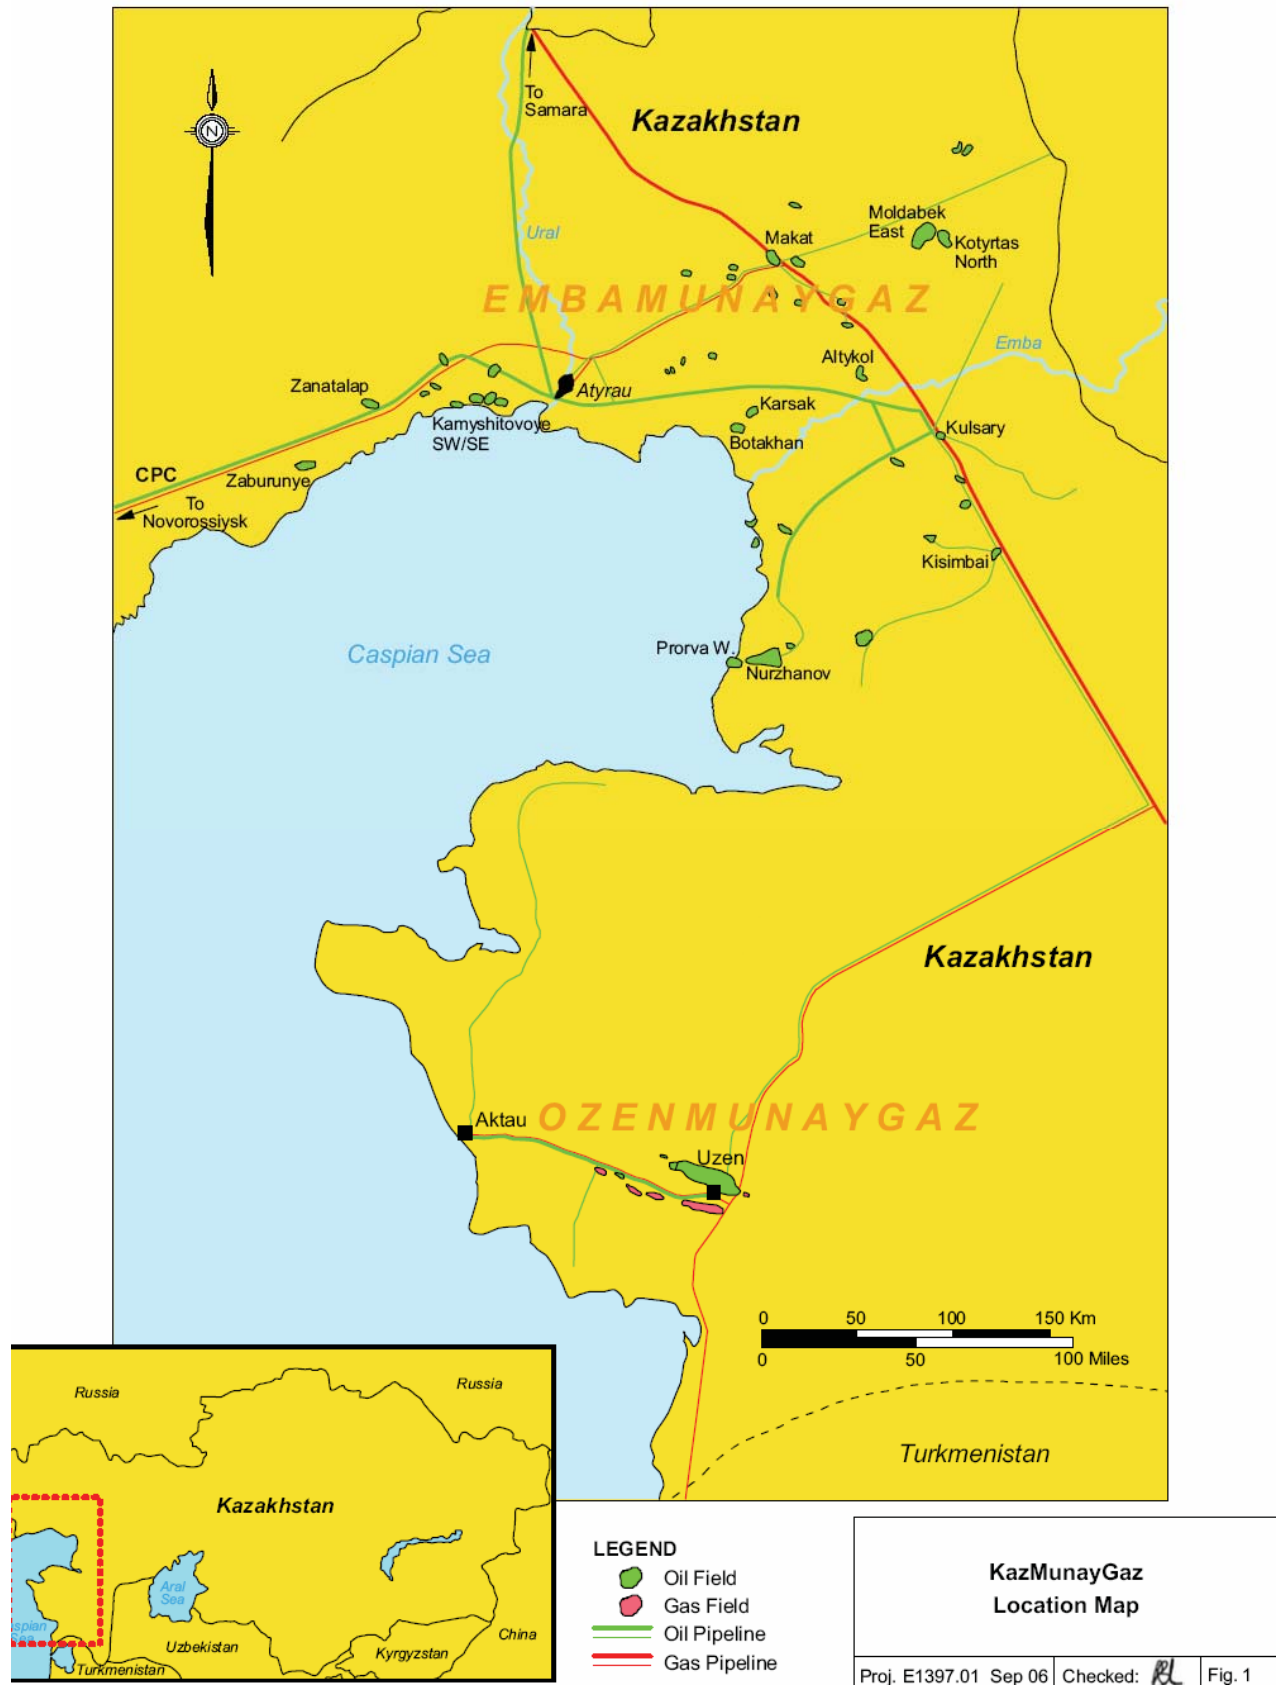 N
To
Samara
Kazakhstan
Ural
Moldabek
East
Makat
Kotyrtas
North
EMBAMUNAYGAZ
Emba
Altykol
Zanatalap
Atyrau
Karsak
Kamyshitovoye
SW/SE
Botakhan
Kulsary
CPC
Zaburunye
To
Novorossiysk
Kisimbai
Caspian Sea
Prorva W.
Nurzhanov
Kazakhstan
Aktau
OZENMUNAYGAZ
Uzen
0 50 100 150 Km
0 50 100 Miles
Turkmenistan
Russia
Russia
Kazakhstan
Aral
Sea
spian
Sea
Uzbekistan
Turkmenistan
Kyrgyzstan
China
LEGEND
Oil Field
Gas Field
Oil Pipeline
Gas Pipeline
KazMunayGaz
Location Map
Proj. E1397.01 Sep 06
Checked:
Fig. 1